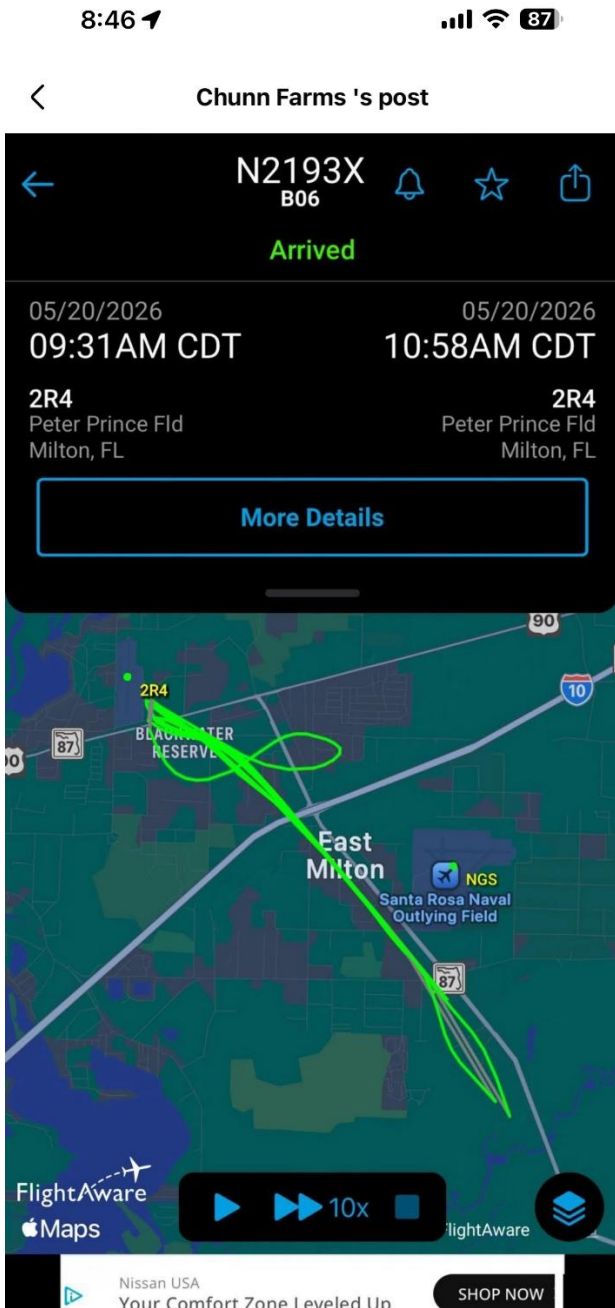 8:46
87
Chunn Farms 's post
N2193X
B06
Arrived
05/20/2026
05/20/2026
09:31AM CDT
10:58AM CDT
2R4
2R4
Peter Prince Fld
Peter Prince Fld
Milton, FL
Milton, FL
More Details
90
10
2R4
87
BLACKWATER
RESERVE
East
Milton
NGS
Santa Rosa Naval
Outlying Field
87
FlightAware
Maps
10x
FlightAware
Nissan USA
Your Comfort Zone Leveled Up
SHOP NOW